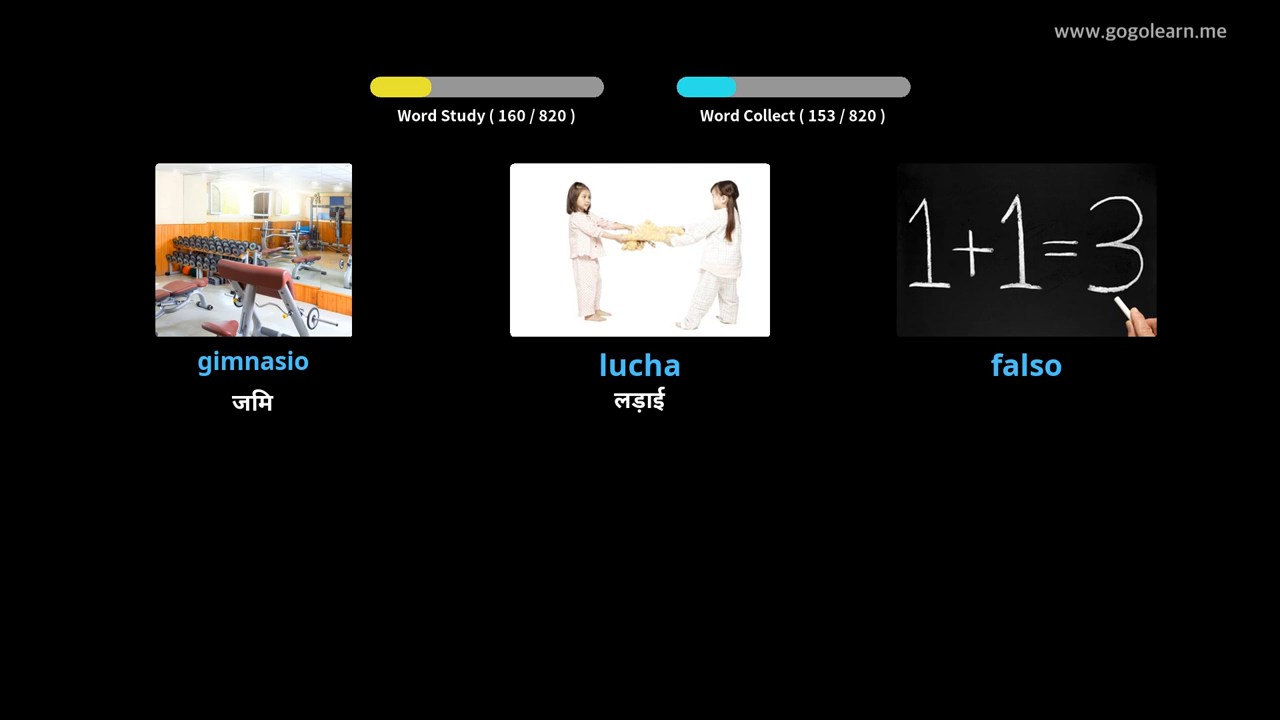 www.gogolearn.me
Word Study ( 160 / 820 )
Word Collect ( 153 / 820 )
1+1=3
gimnasio
lucha
falso
जमि
लड़ाई